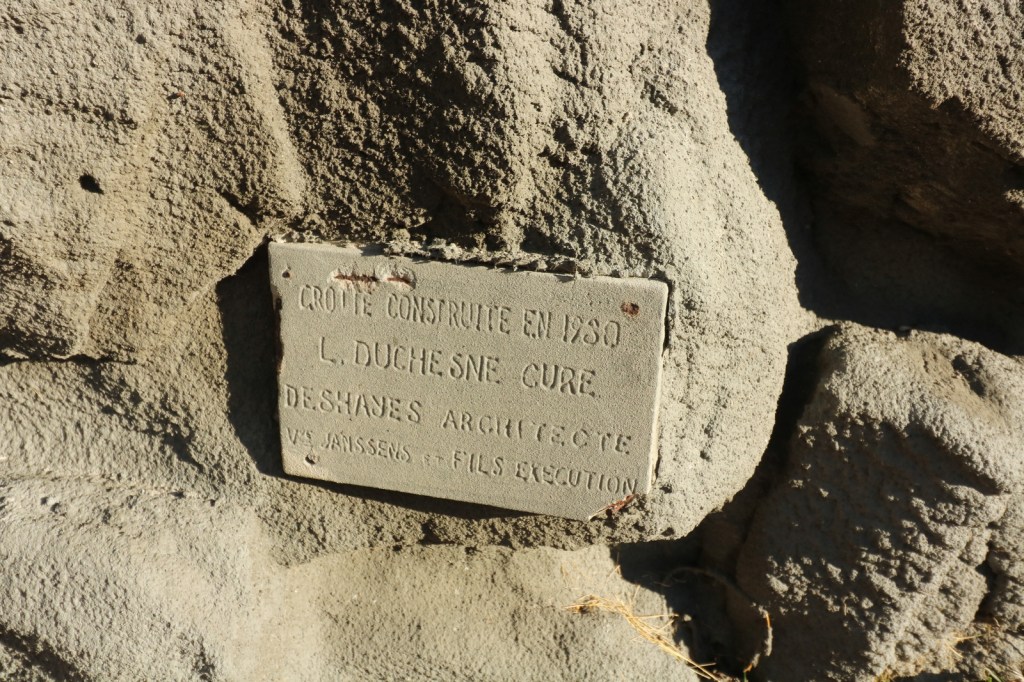 GROTTE CONSTRUITE EN 1930
L. DUCHESNE CURE
DESHAYES ARCHITECTE
Vᵛᵉ JANSSENS ET FILS EXECUTION